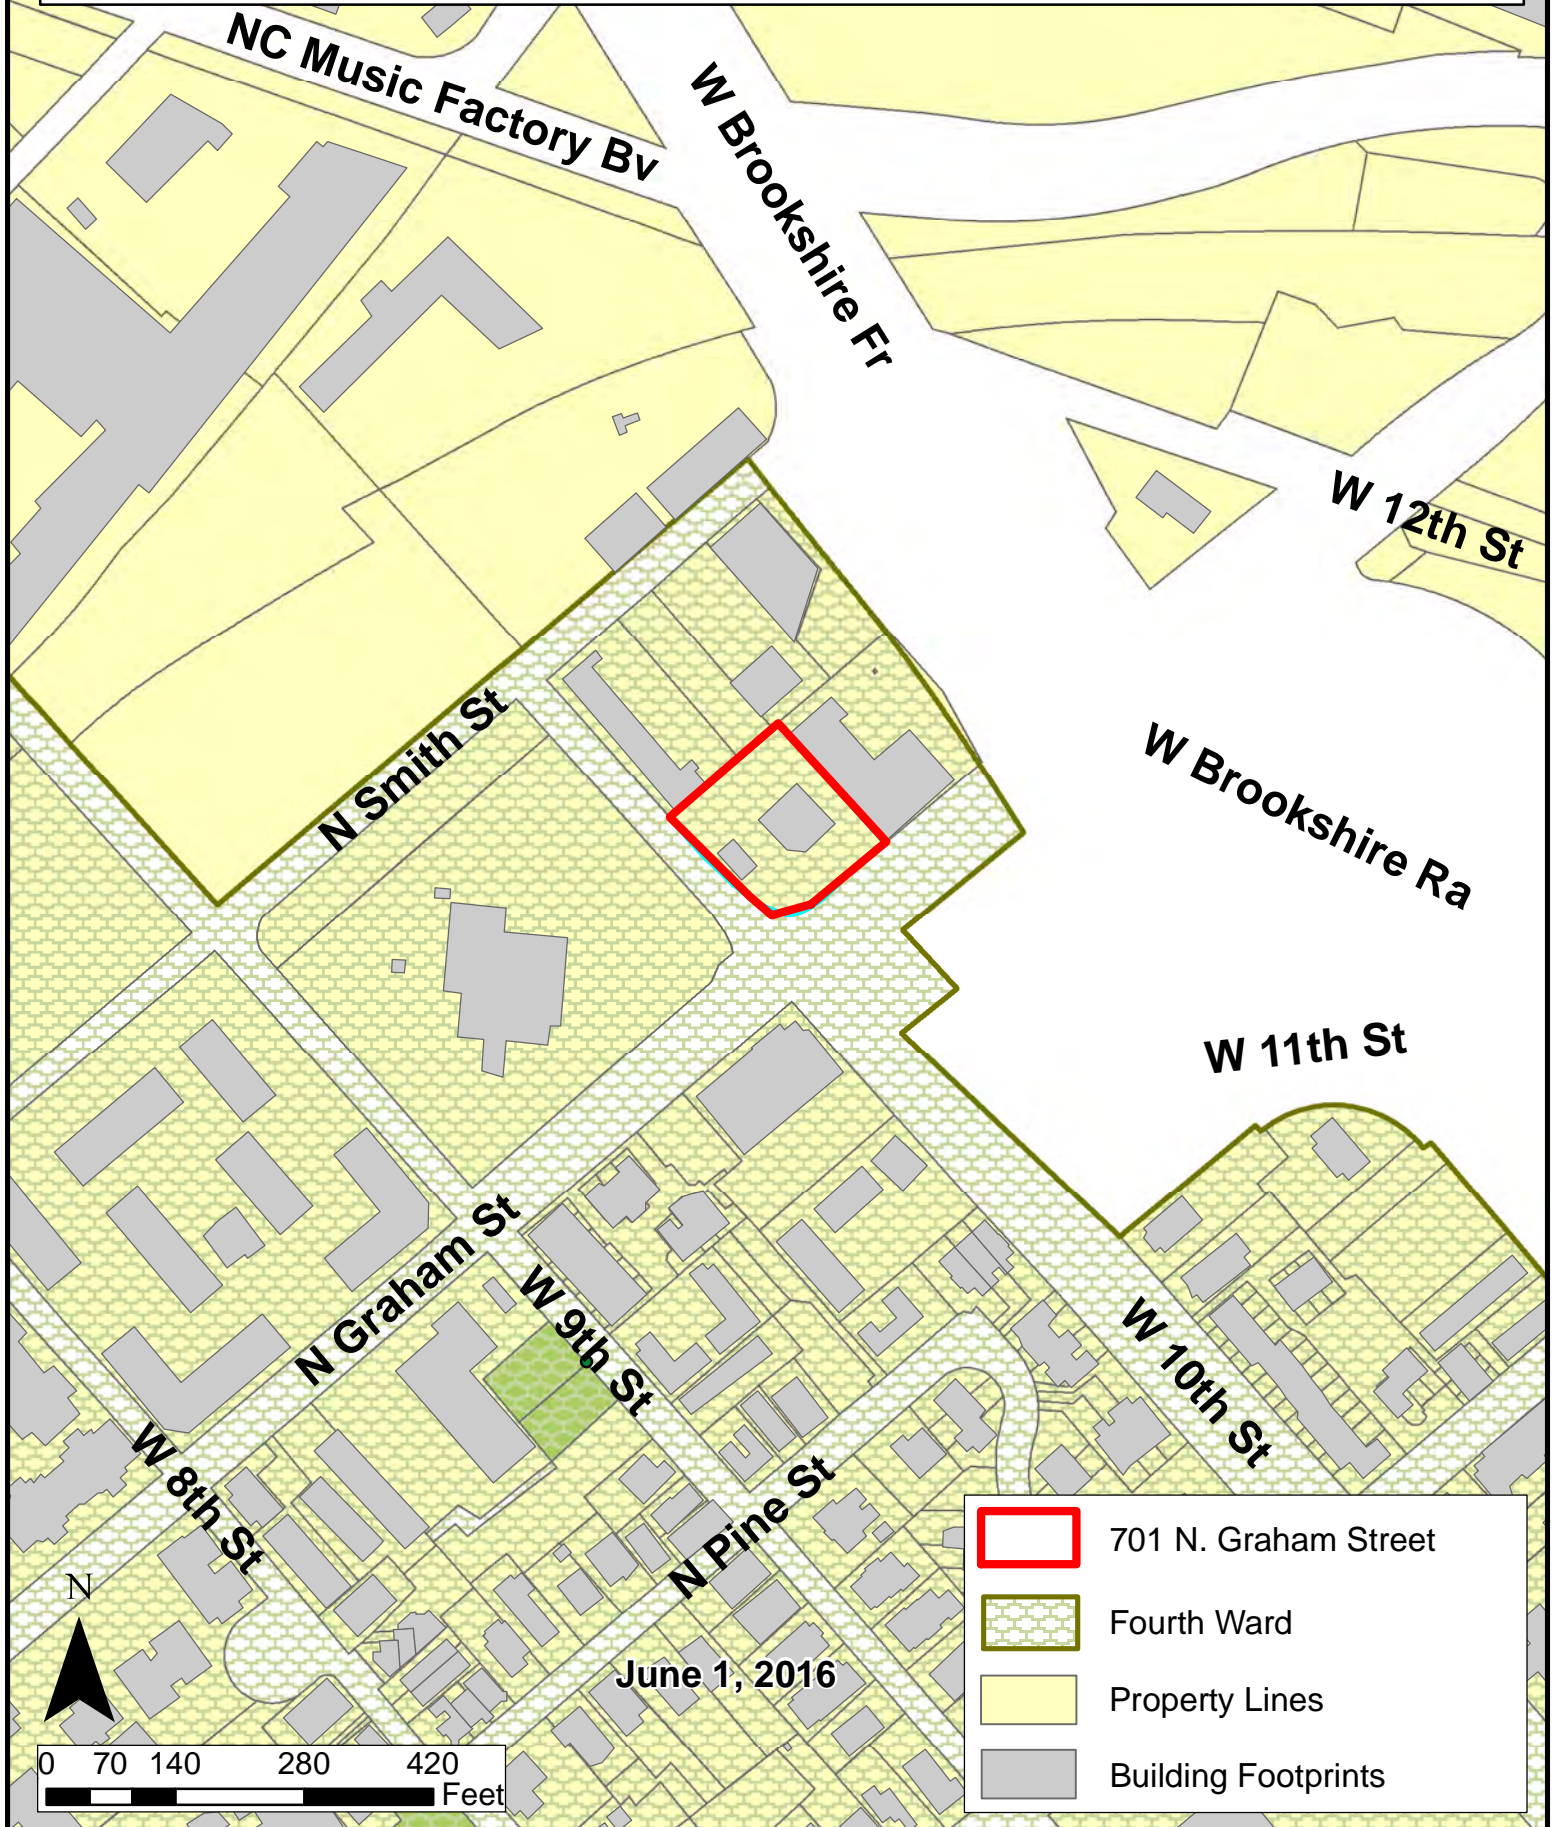 NC Music Factory Bv
W Brookshire Fr
W 12th St
N Smith St
W Brookshire Ra
W 11th St
N Graham St
W 9th St
W 10th St
W 8th St
N Pine St
June 1, 2016
N
0 70 140 280 420
Feet
701 N. Graham Street
Fourth Ward
Property Lines
Building Footprints